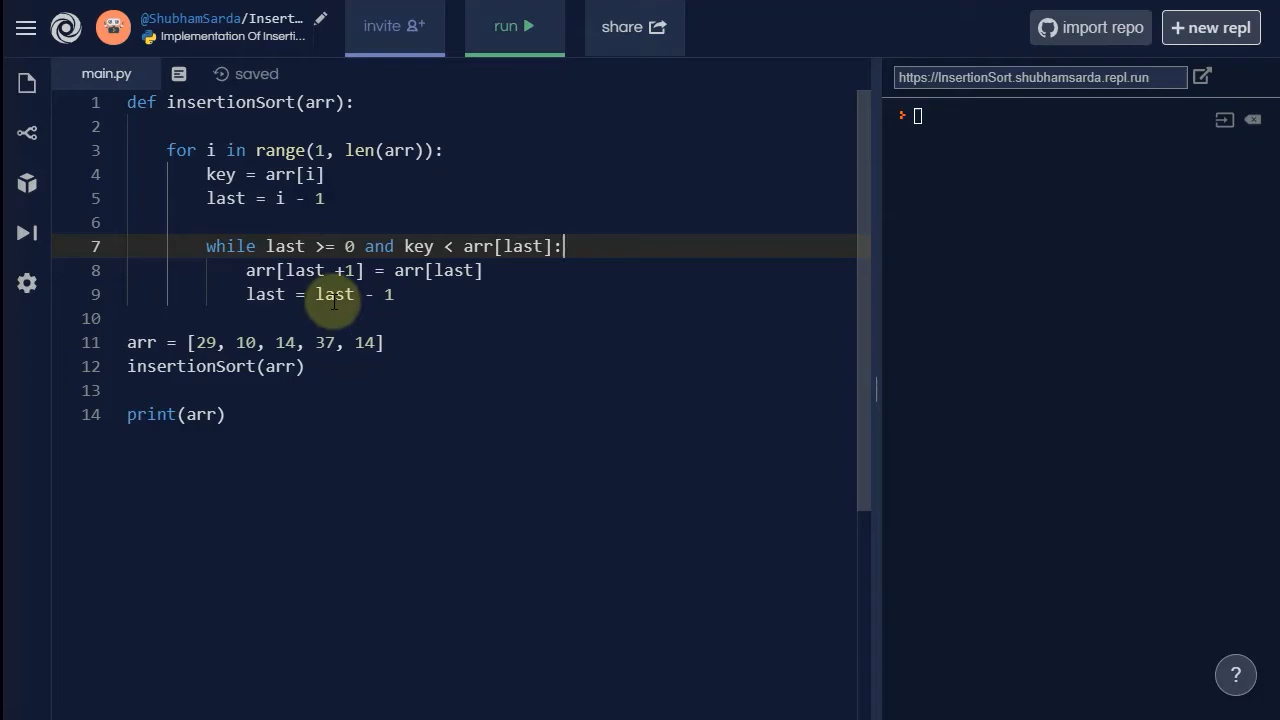 @ShubhamSarda/Insert...
Implementation Of Inserti...
invite
run
share
import repo
+ new repl
main.py
saved
https://InsertionSort.shubhamsarda.repl.run
1 def insertionSort(arr):
2
3 for i in range(1, len(arr)):
4 key = arr[i]
5 last = i - 1
6
7 while last >= 0 and key < arr[last]:
8 arr[last +1] = arr[last]
9 last = last - 1
10
11 arr = [29, 10, 14, 37, 14]
12 insertionSort(arr)
13
14 print(arr)
?